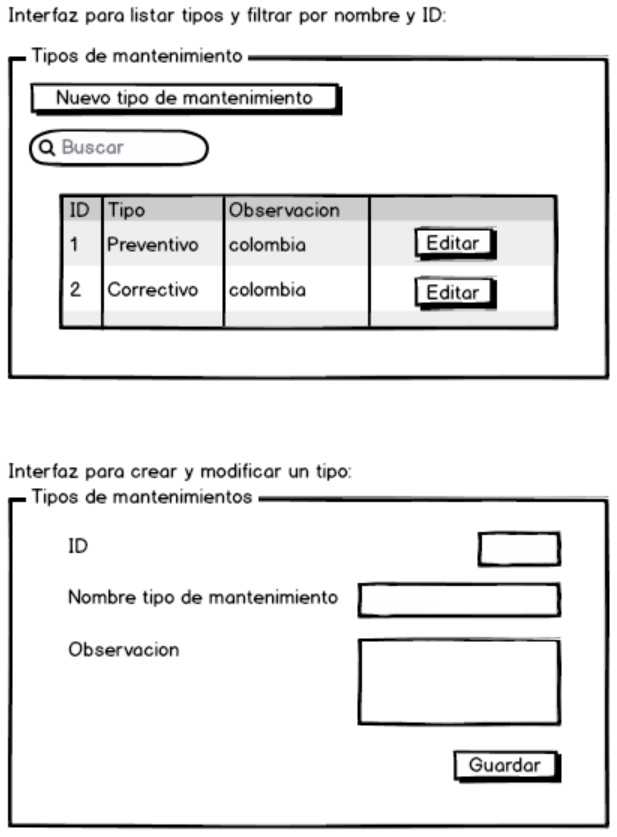 Interfaz para listar tipos y filtrar por nombre y ID:
Tipos de mantenimiento
Nuevo tipo de mantenimiento
Buscar
ID Tipo Observacion
1 Preventivo colombia Editar
2 Correctivo colombia Editar
Interfaz para crear y modificar un tipo:
Tipos de mantenimientos
ID
Nombre tipo de mantenimiento
Observacion
Guardar